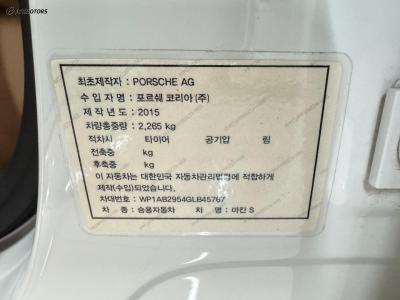 최초제작자 : PORSCHE AG
수 입 자 명 : 포르쉐 코리아 (주)
제 작 년 도 : 2015
차량총중량 : 2,265 kg
적차시 타이어 공기압 림
전축중 kg
후축중 kg
이 자동차는 대한민국 자동차관리법령에 적합하게
제작(수입)되었습니다.
차대번호 : WP1AB2954GLB45767
차 종 : 승용자동차 차 명 : 마칸 S